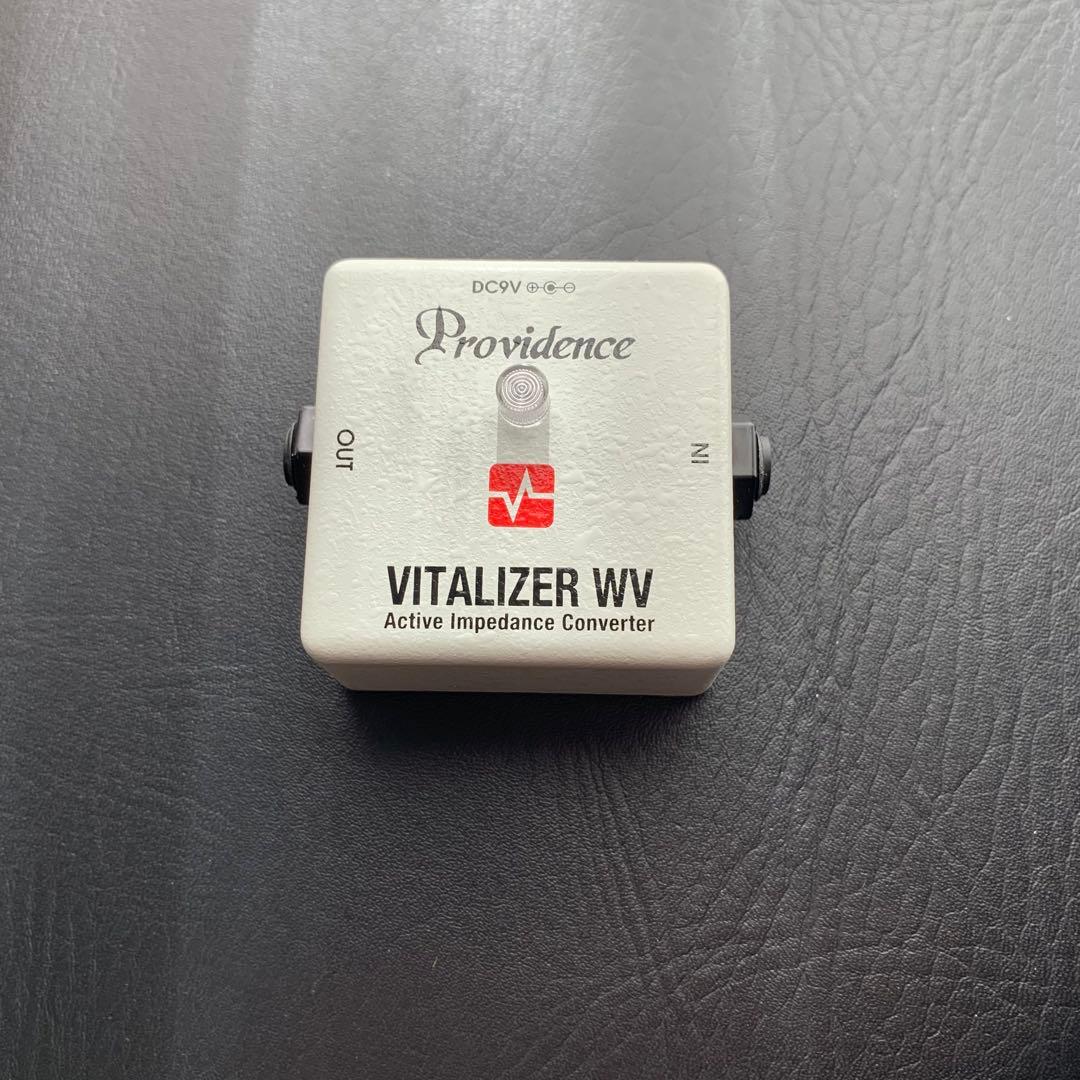 DC9V
Providence
OUT
IN
VITALIZER WV
Active Impedance Converter